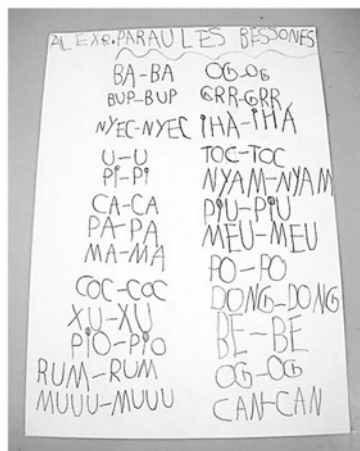 ALEXR. PARAULES BESSONES
BA-BA
BUP-BUP
NYEC-NYEC
U-U
PI-PI
CA-CA
PA-PA
MA-MA
COC-COC
XU-XU
PIO-PIO
RUM-RUM
MUUU-MUUU
OG-OG
GRR-GRR
IHA-IHA
TOC-TOC
NYAM-NYAM
PIU-PIU
MEU-MEU
PO-PO
DONG-DONG
BE-BE
OG-OG
CAN-CAN